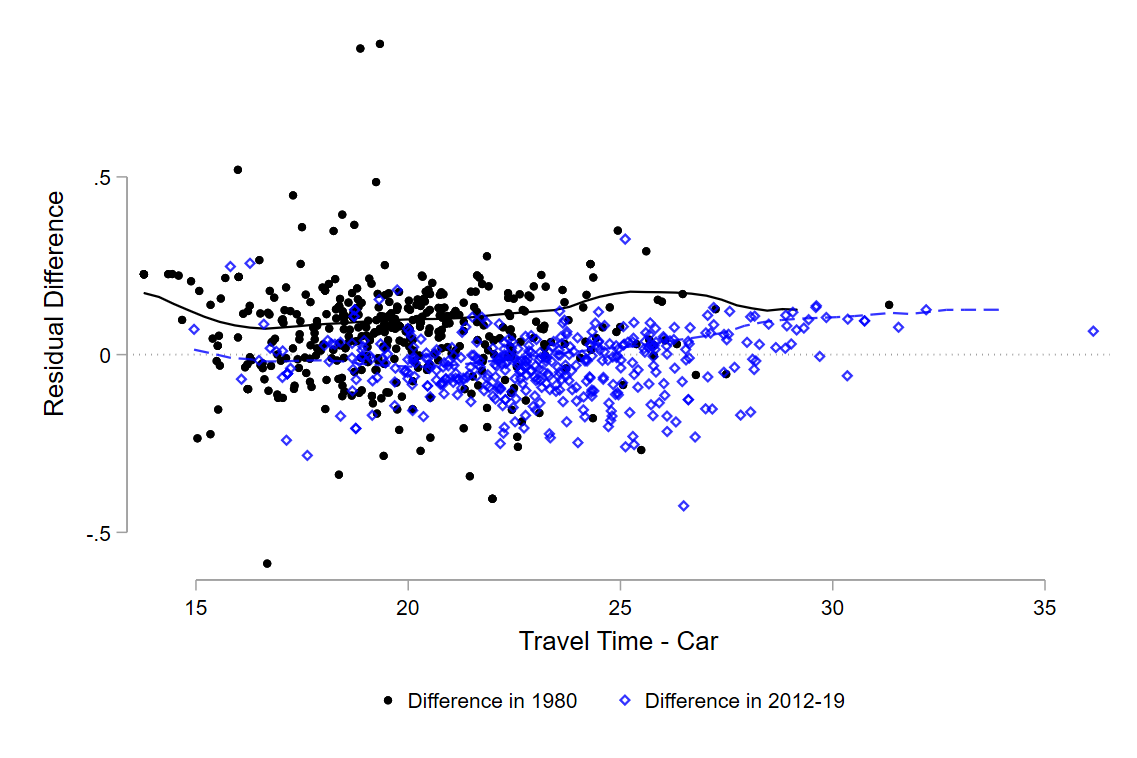 .5
0
-.5
Residual Difference
15 20 25 30 35
Travel Time - Car
Difference in 1980 Difference in 2012-19